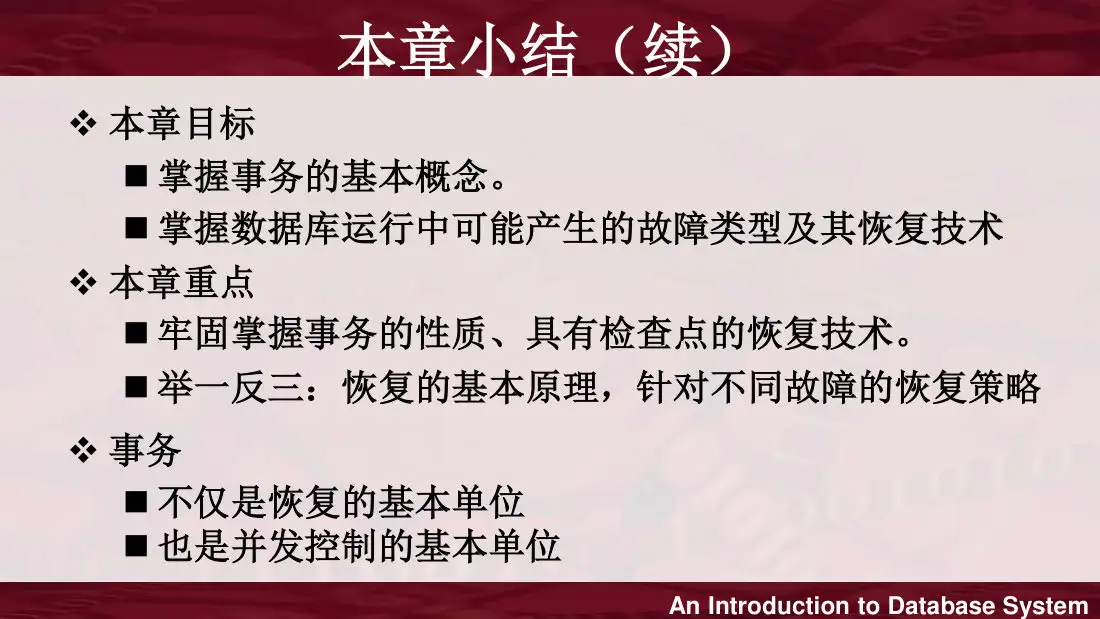 本章小结（续）
❖ 本章目标
■ 掌握事务的基本概念。
■ 掌握数据库运行中可能产生的故障类型及其恢复技术
❖ 本章重点
■ 牢固掌握事务的性质、具有检查点的恢复技术。
■ 举一反三：恢复的基本原理，针对不同故障的恢复策略
❖ 事务
■ 不仅是恢复的基本单位
■ 也是并发控制的基本单位
An Introduction to Database System